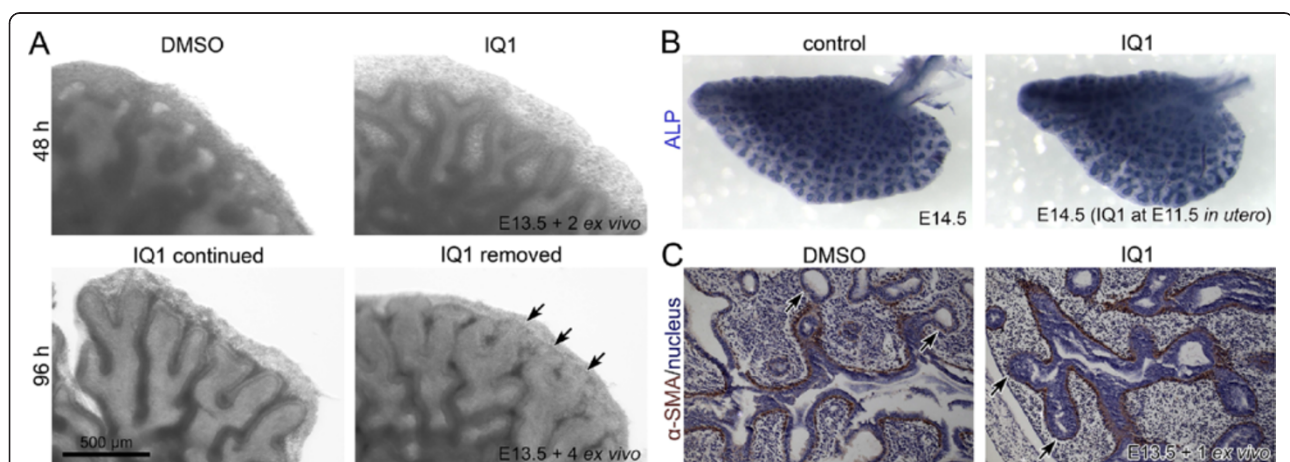 A
DMSO
IQ1
48 h
E13.5 + 2 ex vivo
IQ1 continued
IQ1 removed
96 h
500 µm
E13.5 + 4 ex vivo
B
control
IQ1
ALP
E14.5
E14.5 (IQ1 at E11.5 in utero)
C
DMSO
IQ1
α-SMA/nucleus
E13.5 + 1 ex vivo